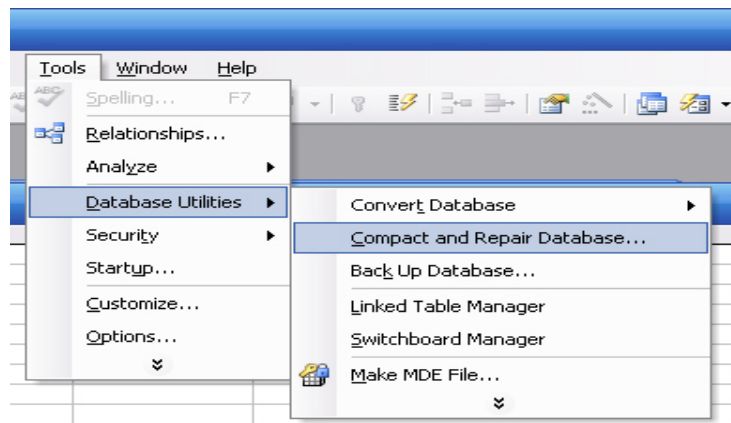 Tools Window Help
ABC
Spelling... F7
Relationships...
Analyze
Database Utilities
Security
Startup...
Customize...
Options...
Convert Database
Compact and Repair Database...
Back Up Database...
Linked Table Manager
Switchboard Manager
Make MDE File...